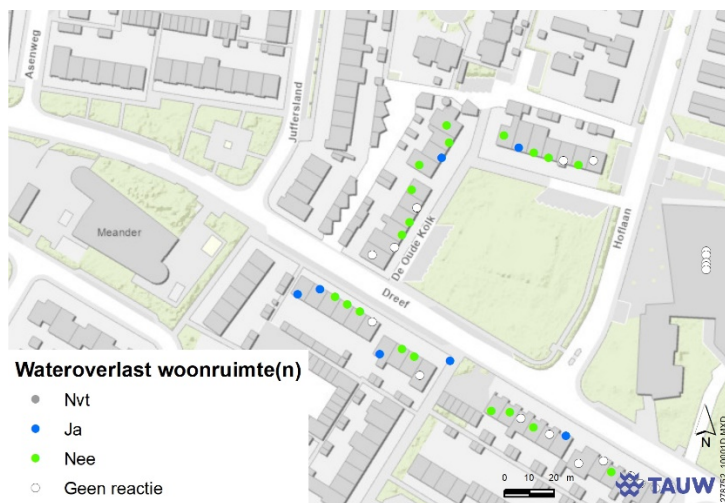 Asenweg
Juffersland
Hoflaan
Meander
De Oude Kolk
Dreef
Wateroverlast woonruimte(n)
Nvt
Ja
Nee
Geen reactie
0 10 20 m
N
TAUW